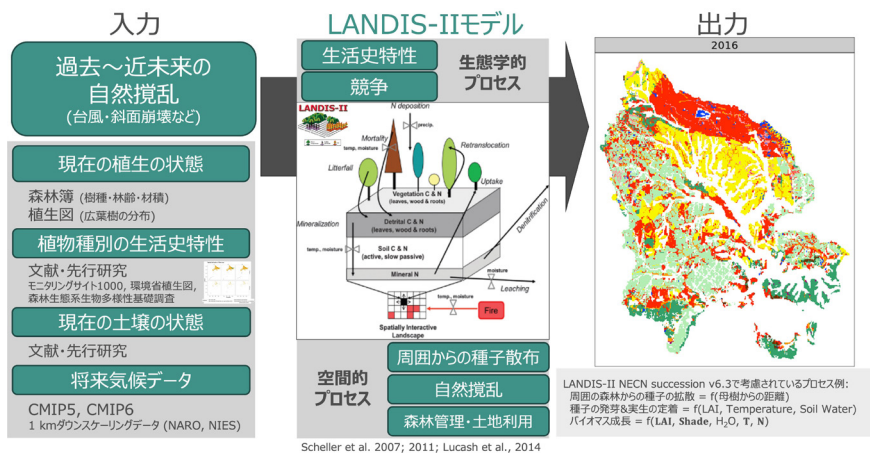 入力
過去～近未来の
自然撹乱
(台風・斜面崩壊など)
現在の植生の状態
森林簿 (樹種・林齢・材積)
植生図 (広葉樹の分布)
植物種別の生活史特性
文献・先行研究
モニタリングサイト1000, 環境省植生図,
森林生態系生物多様性基礎調査
現在の土壌の状態
文献・先行研究
将来気候データ
CMIP5, CMIP6
1 kmダウンスケーリングデータ (NARO, NIES)
LANDIS-IIモデル
生活史特性
競争
生態学的
プロセス
LANDIS-II
N deposition
precip.
Mortality
temp., moisture
Retranslocation
Litterfall
Uptake
Vegetation C & N
(leaves, wood & roots)
Mineralization
Detrital C & N
(leaves, wood & roots)
Denitrification
temp., moisture
Soil C & N
(active, slow passive)
Mineral N
moisture
Leaching
temp., moisture
Fire
Spatially Interactive
Landscape
空間的
プロセス
周囲からの種子散布
自然撹乱
森林管理・土地利用
Scheller et al. 2007; 2011; Lucash et al., 2014
出力
2016
LANDIS-II NECN succession v6.3で考慮されているプロセス例:
周囲の森林からの種子の拡散 = f(母樹からの距離)
種子の発芽&実生の定着 = f(LAI, Temperature, Soil Water)
バイオマス成長 = f(LAI, Shade, H₂O, T, N)